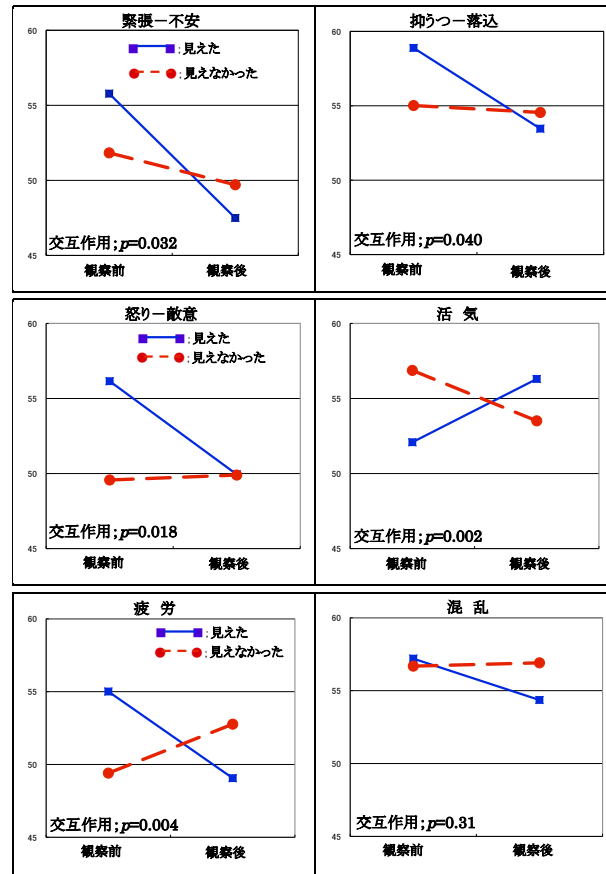 緊張－不安
60
55
50
45
:見えた
:見えなかった
交互作用;p=0.032
観察前
観察後
抑うつ－落込
60
55
50
45
交互作用;p=0.040
観察前
観察後
怒り－敵意
60
55
50
45
:見えた
:見えなかった
交互作用;p=0.018
観察前
観察後
活 気
60
55
50
45
交互作用;p=0.002
観察前
観察後
疲 労
60
55
50
45
:見えた
:見えなかった
交互作用;p=0.004
観察前
観察後
混 乱
60
55
50
45
交互作用;p=0.31
観察前
観察後